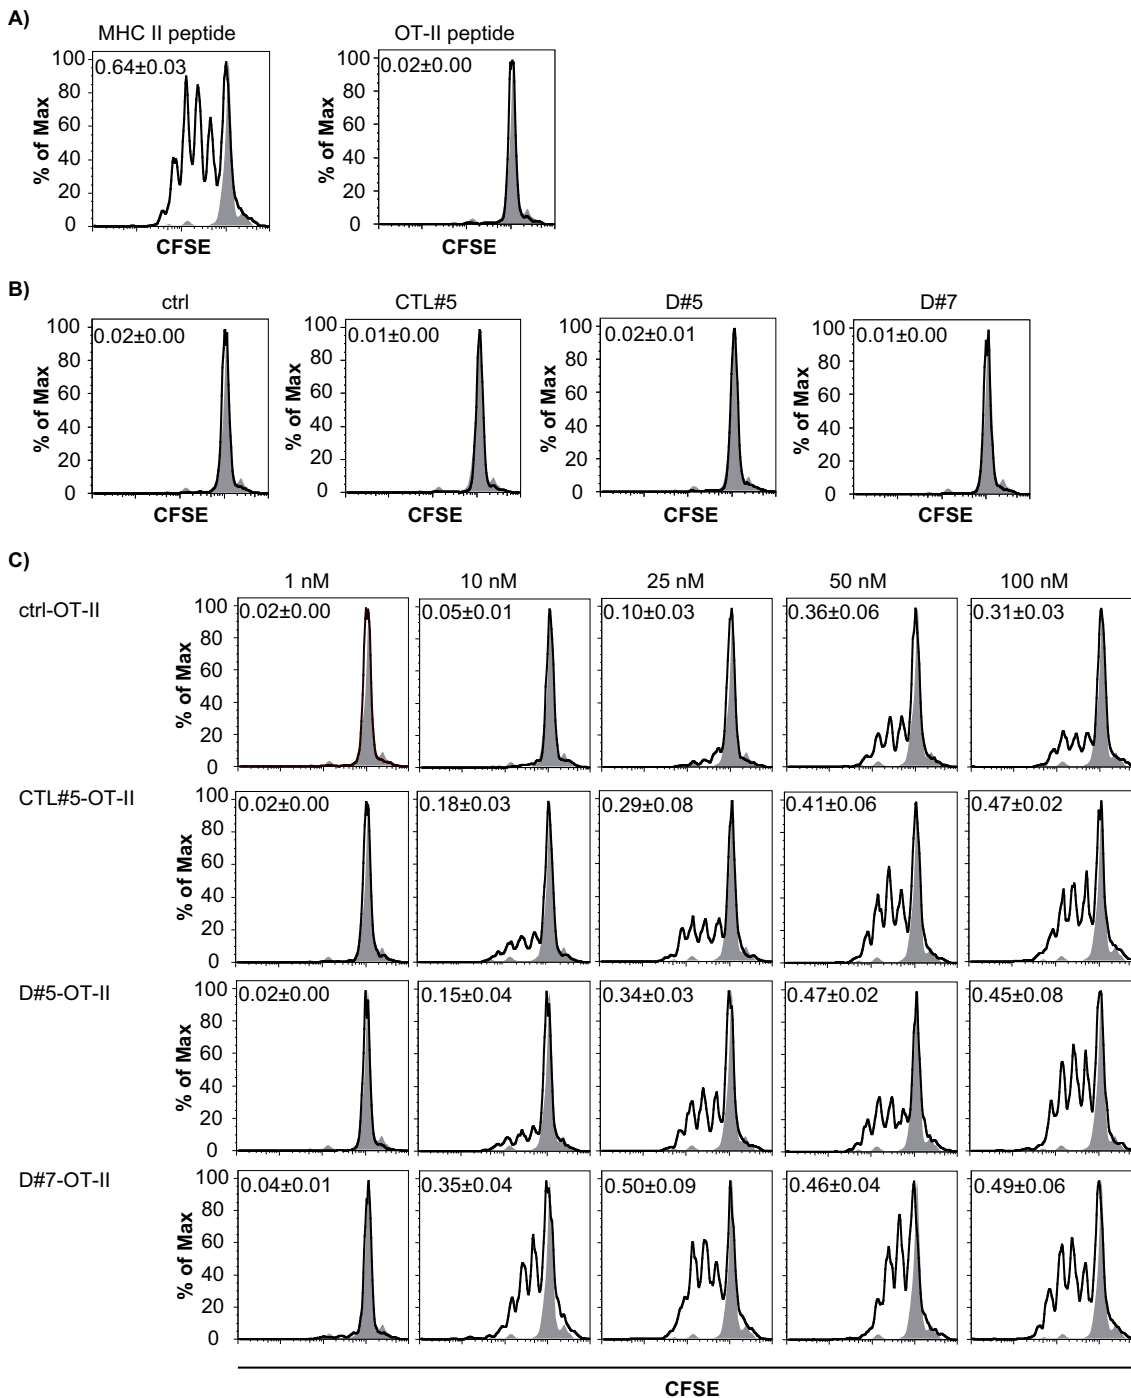 A)
MHC II peptide
OT-II peptide
0.64±0.03
0.02±0.00
100
80
60
40
20
0
% of Max
CFSE
100
80
60
40
20
0
% of Max
CFSE
B)
ctrl
CTL#5
D#5
D#7
0.02±0.00
0.01±0.00
0.02±0.01
0.01±0.00
100
80
60
40
20
0
% of Max
CFSE
100
80
60
40
20
0
% of Max
CFSE
100
80
60
40
20
0
% of Max
CFSE
100
80
60
40
20
0
% of Max
CFSE
C)
1 nM 10 nM 25 nM 50 nM 100 nM
ctrl-OT-II
0.02±0.00 0.05±0.01 0.10±0.03 0.36±0.06 0.31±0.03
100
80
60
40
20
0
% of Max
CTL#5-OT-II
0.02±0.00 0.18±0.03 0.29±0.08 0.41±0.06 0.47±0.02
100
80
60
40
20
0
% of Max
D#5-OT-II
0.02±0.00 0.15±0.04 0.34±0.03 0.47±0.02 0.45±0.08
100
80
60
40
20
0
% of Max
D#7-OT-II
0.04±0.01 0.35±0.04 0.50±0.09 0.46±0.04 0.49±0.06
100
80
60
40
20
0
% of Max
CFSE